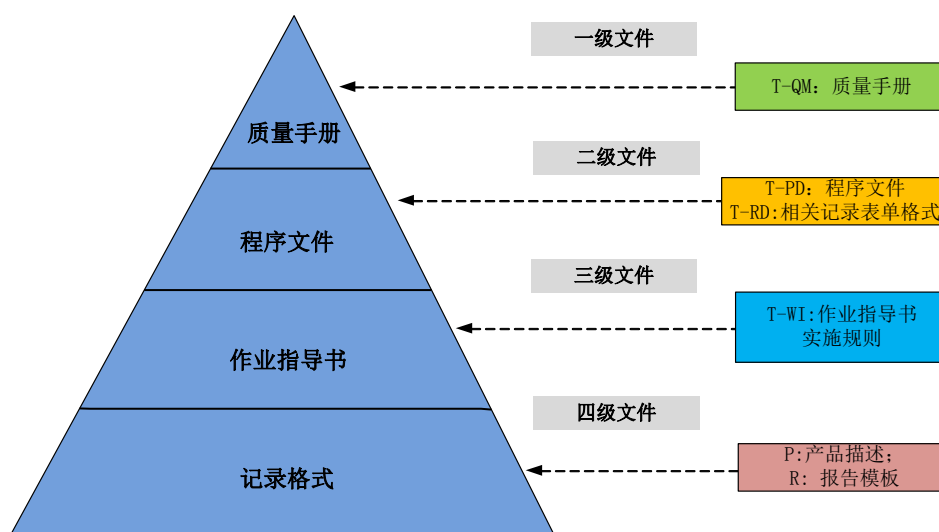 一级文件
T-QM: 质量手册
质量手册
二级文件
T-PD: 程序文件
T-RD:相关记录表单格式
程序文件
三级文件
T-WI:作业指导书
实施规则
作业指导书
四级文件
P:产品描述;
R: 报告模板
记录格式